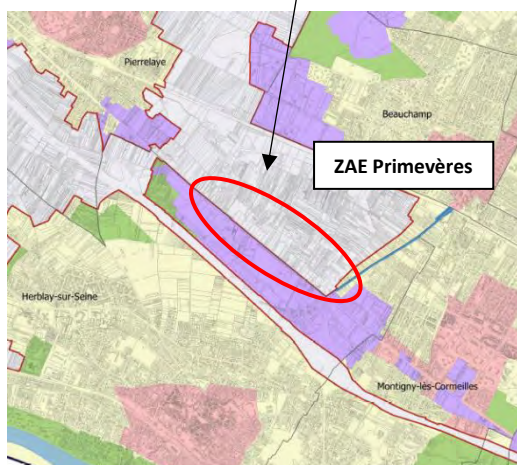 Pierrelaye
Beauchamp
ZAE Primevères
Herblay-sur-Seine
Montigny-lès-Cormeilles